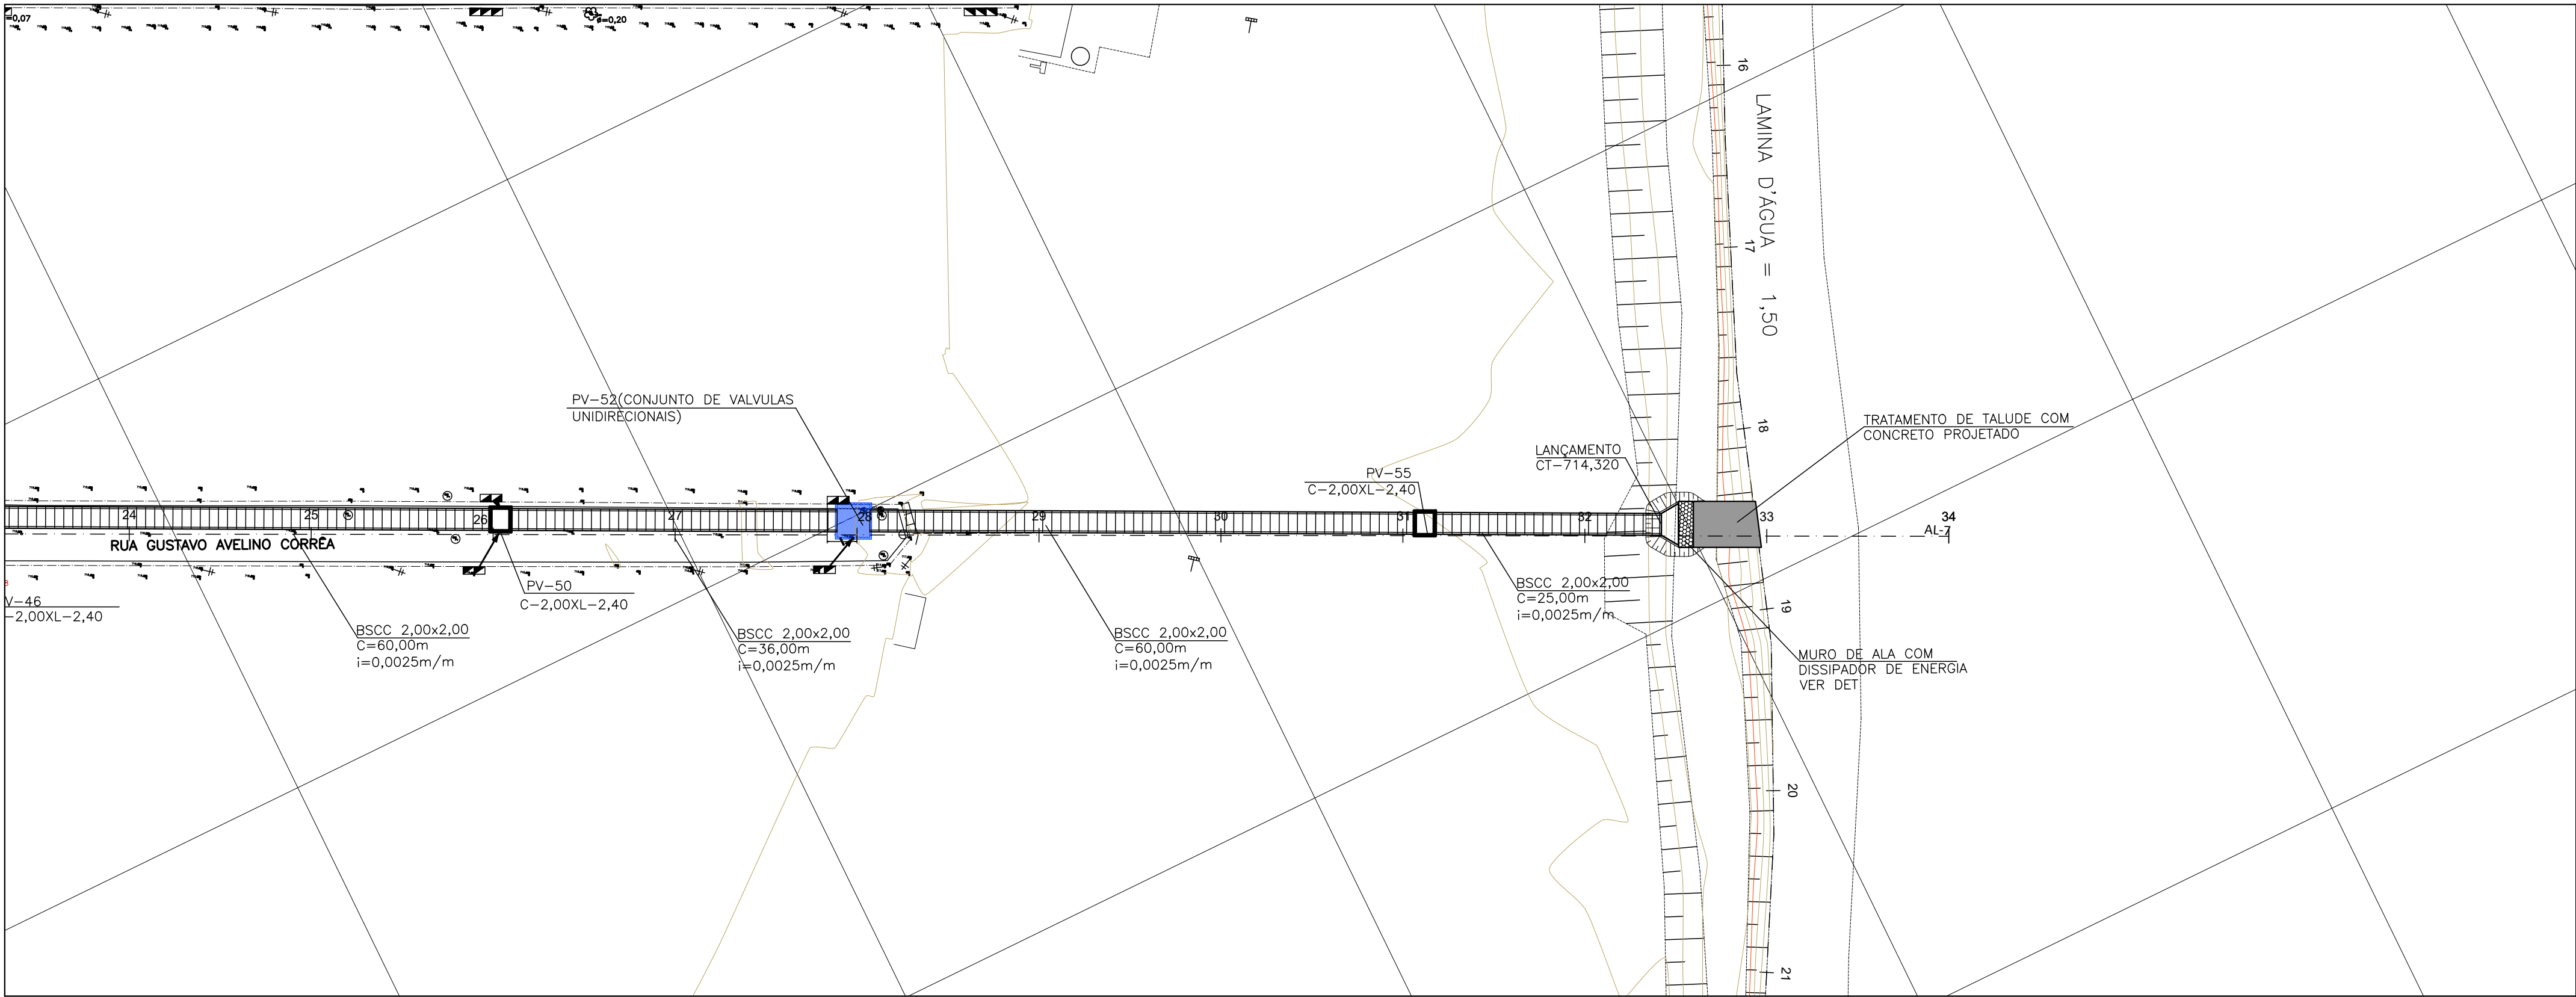 =0,07
ø=0,20
16
LAMINA D'ÁGUA = 1,50
17
18
19
20
21
PV-52(CONJUNTO DE VALVULAS
UNIDIRECIONAIS)
TRATAMENTO DE TALUDE COM
CONCRETO PROJETADO
LANÇAMENTO
CT-714,320
PV-55
C-2,00XL-2,40
24
25
26
27
28
29
30
31
32
33
34
AL-7
RUA GUSTAVO AVELINO CORRÊA
V-46
-2,00XL-2,40
PV-50
C-2,00XL-2,40
BSCC 2,00x2,00
C=60,00m
i=0,0025m/m
BSCC 2,00x2,00
C=36,00m
i=0,0025m/m
BSCC 2,00x2,00
C=60,00m
i=0,0025m/m
BSCC 2,00x2,00
C=25,00m
i=0,0025m/m
MURO DE ALA COM
DISSIPADOR DE ENERGIA
VER DET